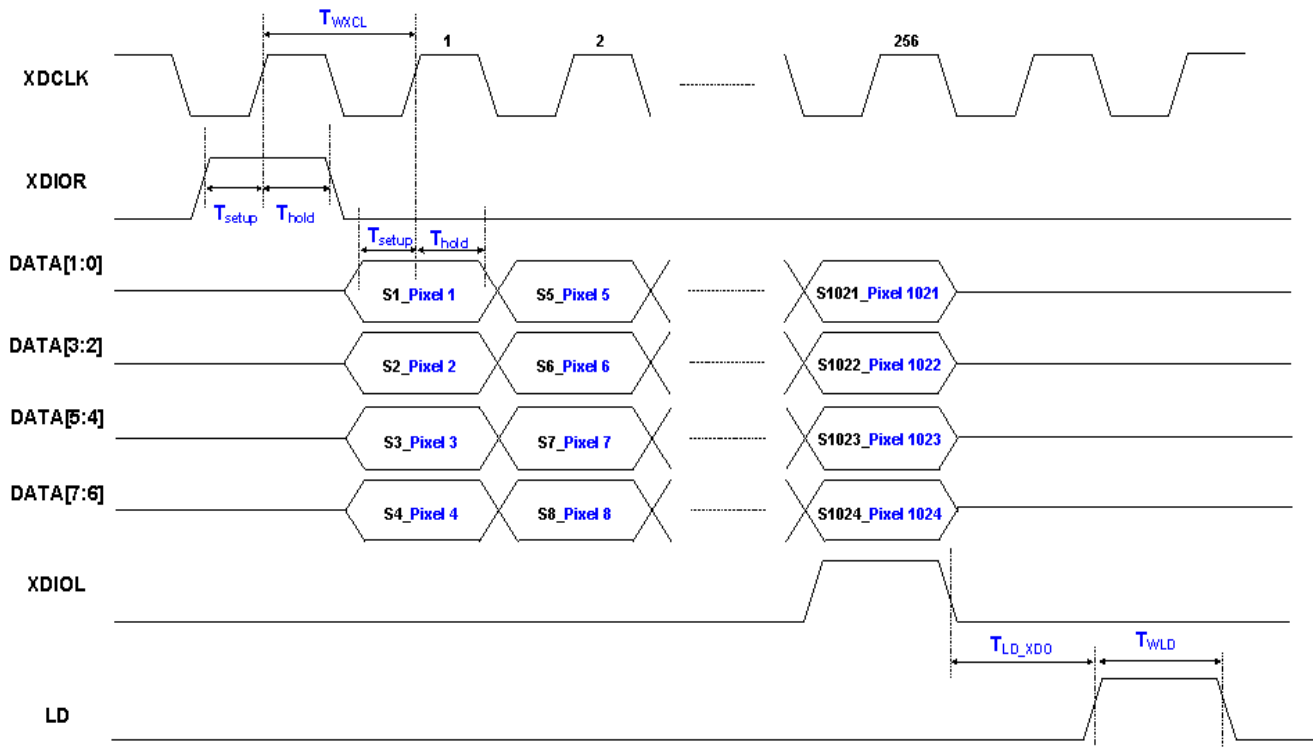 TWXCL
1 2 256
XDCLK
XDIOR
Tsetup Thold
Tsetup Thold
DATA[1:0]
S1_Pixel 1 S5_Pixel 5 S1021_Pixel 1021
DATA[3:2]
S2_Pixel 2 S6_Pixel 6 S1022_Pixel 1022
DATA[5:4]
S3_Pixel 3 S7_Pixel 7 S1023_Pixel 1023
DATA[7:6]
S4_Pixel 4 S8_Pixel 8 S1024_Pixel 1024
XDIOL
TLD_XDO TWLD
LD